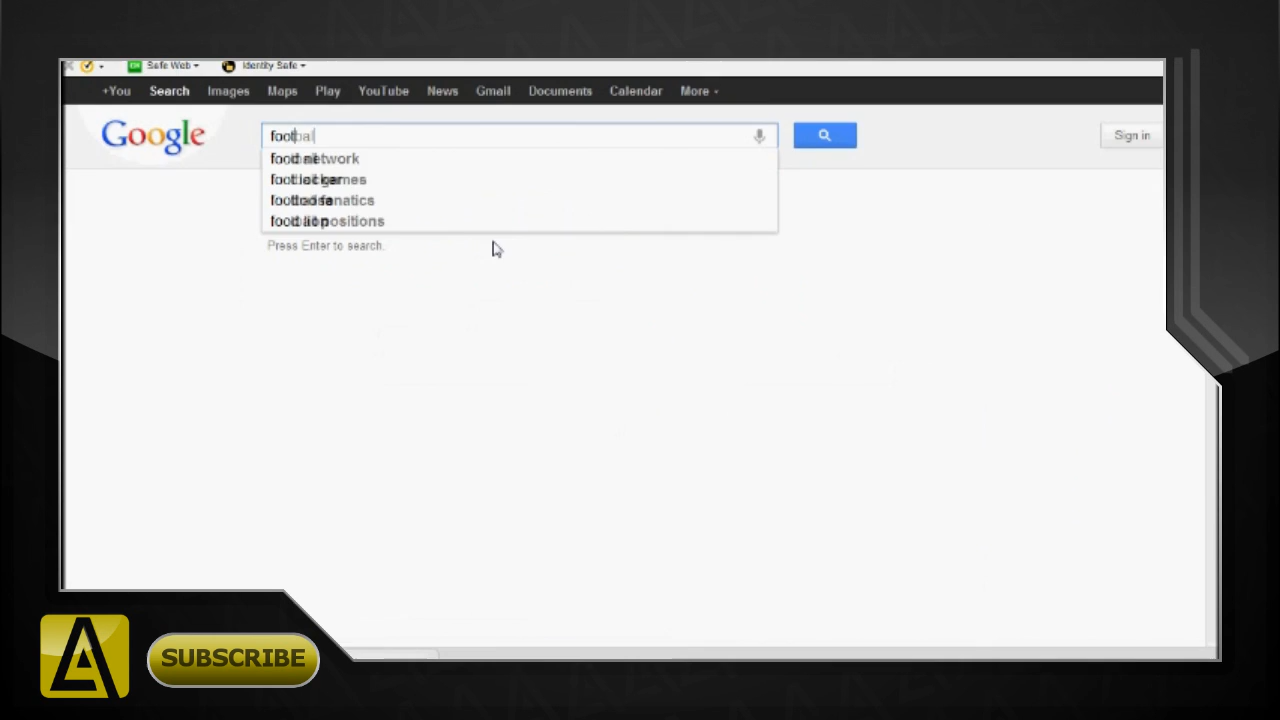 Safe Web Identity Safe
+You Search Images Maps Play YouTube News Gmail Documents Calendar More
Google foot Sign in
Press Enter to search.
SUBSCRIBE